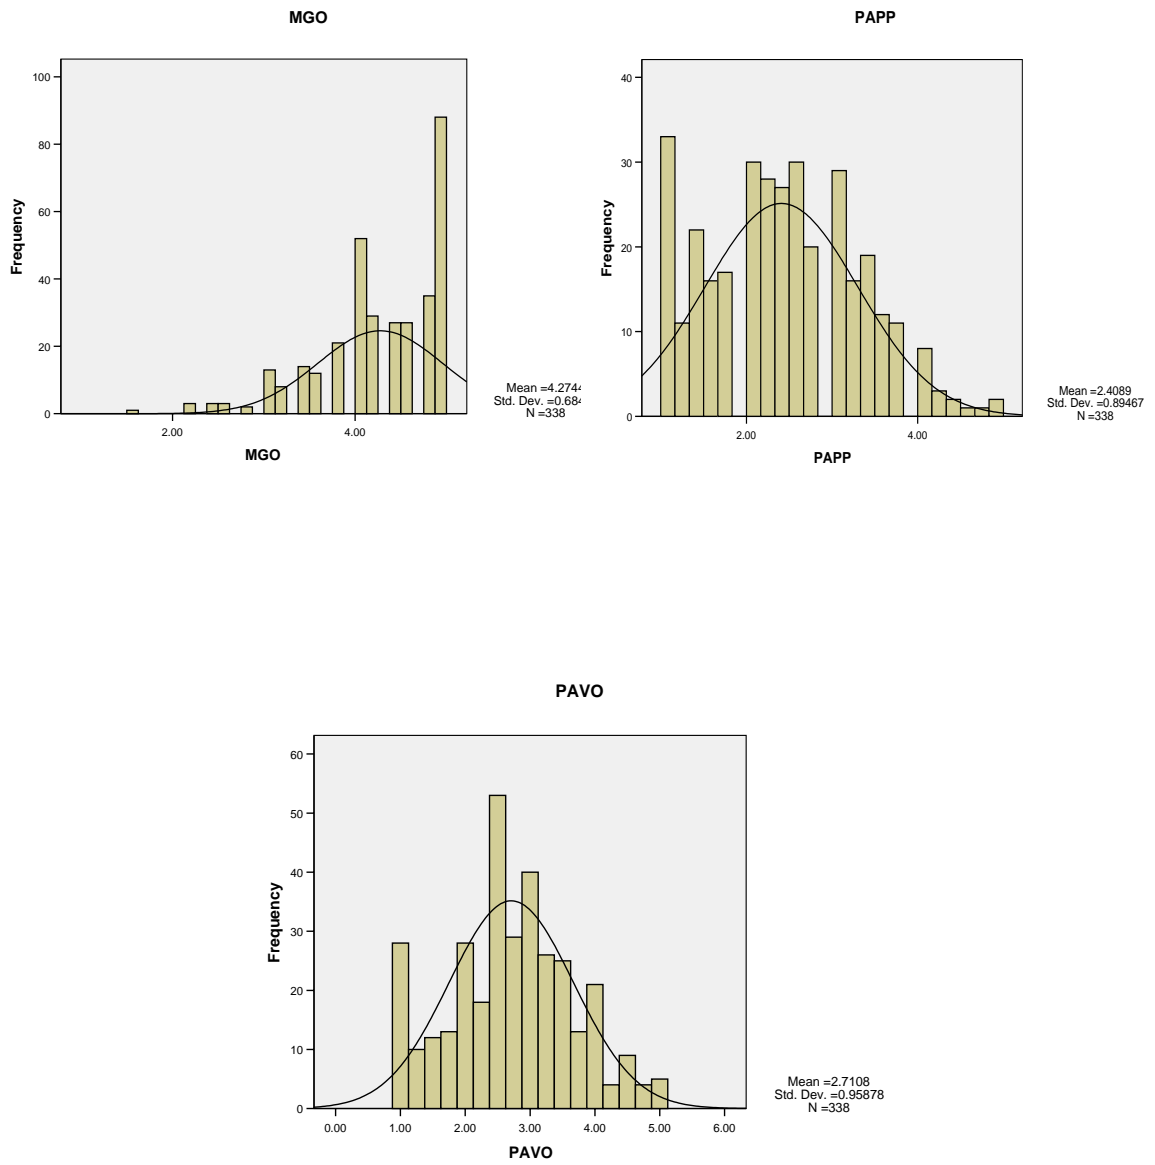 MGO
100
80
60
40
20
0
Frequency
2.00
4.00
MGO
Mean =4.2744
Std. Dev. =0.684
N =338
PAPP
40
30
20
10
0
Frequency
2.00
4.00
PAPP
Mean =2.4089
Std. Dev. =0.89467
N =338
PAVO
60
50
40
30
20
10
0
Frequency
0.00
1.00
2.00
3.00
4.00
5.00
6.00
PAVO
Mean =2.7108
Std. Dev. =0.95878
N =338